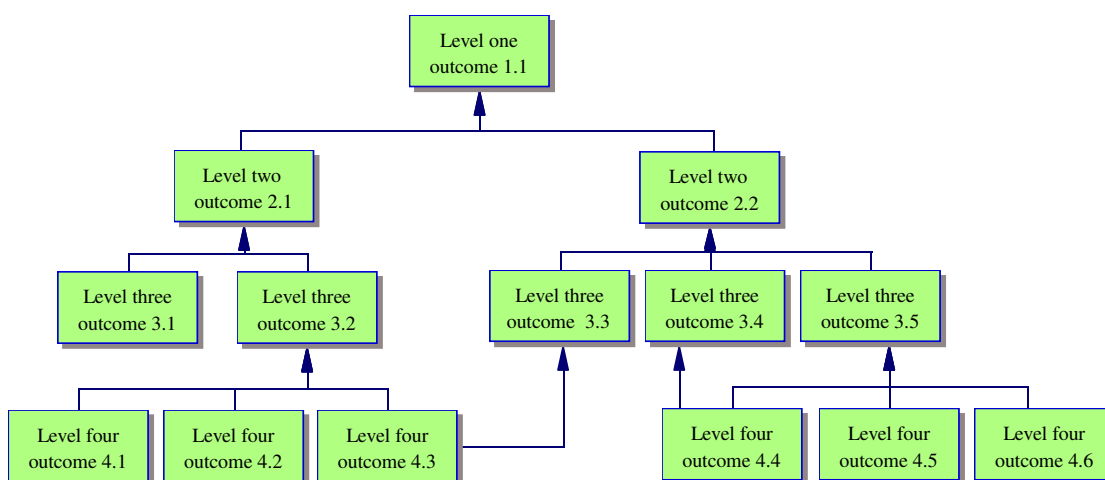 Level one
outcome 1.1
Level two
outcome 2.1
Level two
outcome 2.2
Level three
outcome 3.1
Level three
outcome 3.2
Level three
outcome  3.3
Level three
outcome 3.4
Level three
outcome 3.5
Level four
outcome 4.1
Level four
outcome 4.2
Level four
outcome 4.3
Level four
outcome 4.4
Level four
outcome 4.5
Level four
outcome 4.6